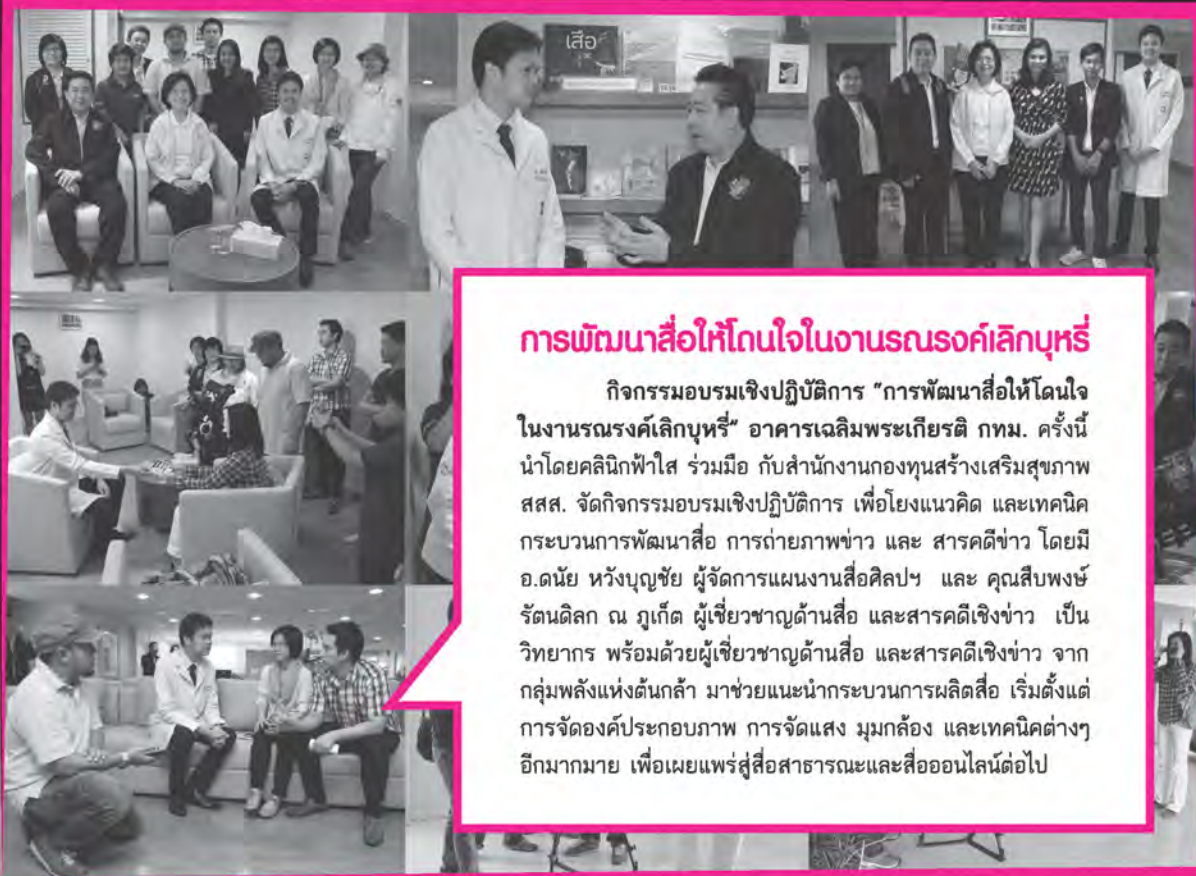 เสือ
การพัฒนาสื่อให้โดนใจในงานรณรงค์เลิกบุหรี่
กิจกรรมอบรมเชิงปฏิบัติการ "การพัฒนาสื่อให้โดนใจ
ในงานรณรงค์เลิกบุหรี่" อาคารเฉลิมพระเกียรติ กทม. ครั้งนี้
นำโดยคลินิกฟ้าใส ร่วมมือ กับสำนักงานกองทุนสร้างเสริมสุขภาพ
สสส. จัดกิจกรรมอบรมเชิงปฏิบัติการ เพื่อโยงแนวคิด และเทคนิค
กระบวนการพัฒนาสื่อ การถ่ายภาพข่าว และ สารคดีข่าว โดยมี
อ.ดนัย หวังบุญชัย ผู้จัดการแผนงานสื่อศิลปฯ และ คุณสืบพงษ์
รัตนดิลก ณ ภูเก็ต ผู้เชี่ยวชาญด้านสื่อ และสารคดีเชิงข่าว เป็น
วิทยากร พร้อมด้วยผู้เชี่ยวชาญด้านสื่อ และสารคดีเชิงข่าว จาก
กลุ่มพลังแห่งต้นกล้า มาช่วยแนะนำกระบวนการผลิตสื่อ เริ่มตั้งแต่
การจัดองค์ประกอบภาพ การจัดแสง มุมกล้อง และเทคนิคต่างๆ
อีกมากมาย เพื่อเผยแพร่สู่สื่อสาธารณะและสื่อออนไลน์ต่อไป